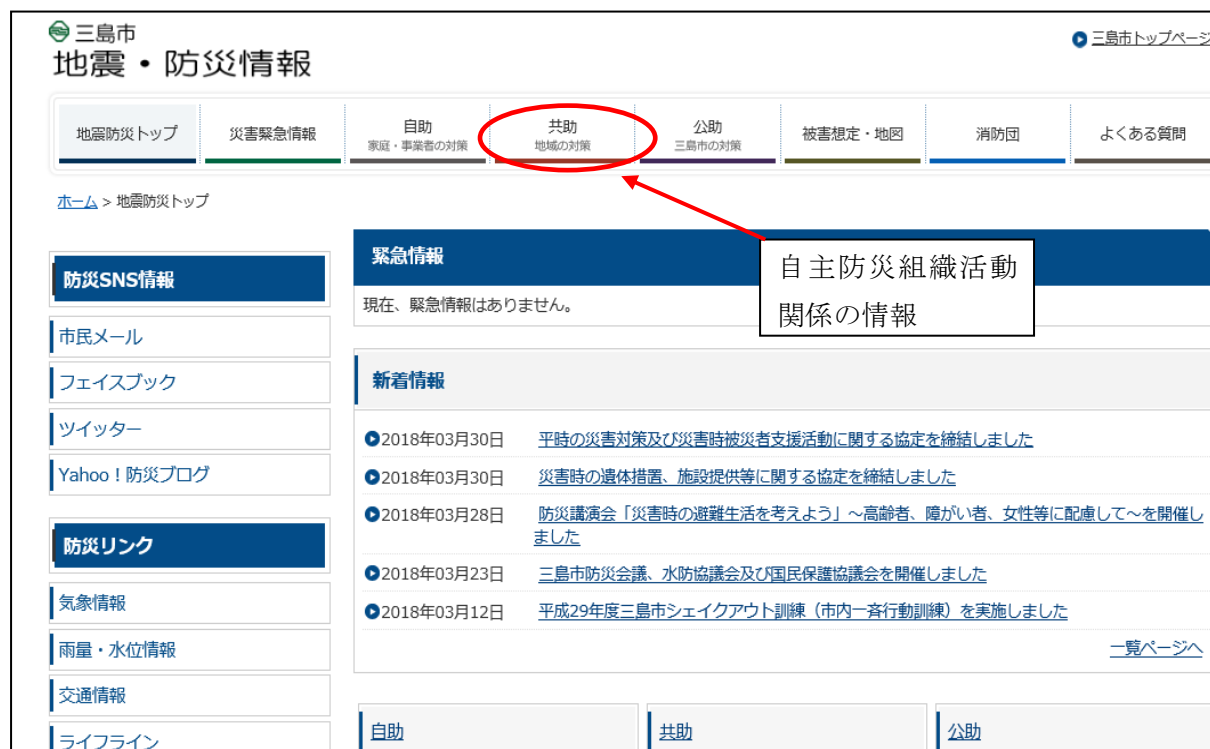 三島市
地震・防災情報
三島市トップページ
地震防災トップ
災害緊急情報
自助
家庭・事業者の対策
共助
地域の対策
公助
三島市の対策
被害想定・地図
消防団
よくある質問
ホーム > 地震防災トップ
防災SNS情報
市民メール
フェイスブック
ツイッター
Yahoo！防災ブログ
防災リンク
気象情報
雨量・水位情報
交通情報
ライフライン
緊急情報
現在、緊急情報はありません。
自主防災組織活動
関係の情報
新着情報
2018年03月30日 平時の災害対策及び災害時被災者支援活動に関する協定を締結しました
2018年03月30日 災害時の遺体措置、施設提供等に関する協定を締結しました
2018年03月28日 防災講演会「災害時の避難生活を考えよう」～高齢者、障がい者、女性等に配慮して～を開催し
ました
2018年03月23日 三島市防災会議、水防協議会及び国民保護協議会を開催しました
2018年03月12日 平成29年度三島市シェイクアウト訓練（市内一斉行動訓練）を実施しました
一覧ページへ
自助
共助
公助